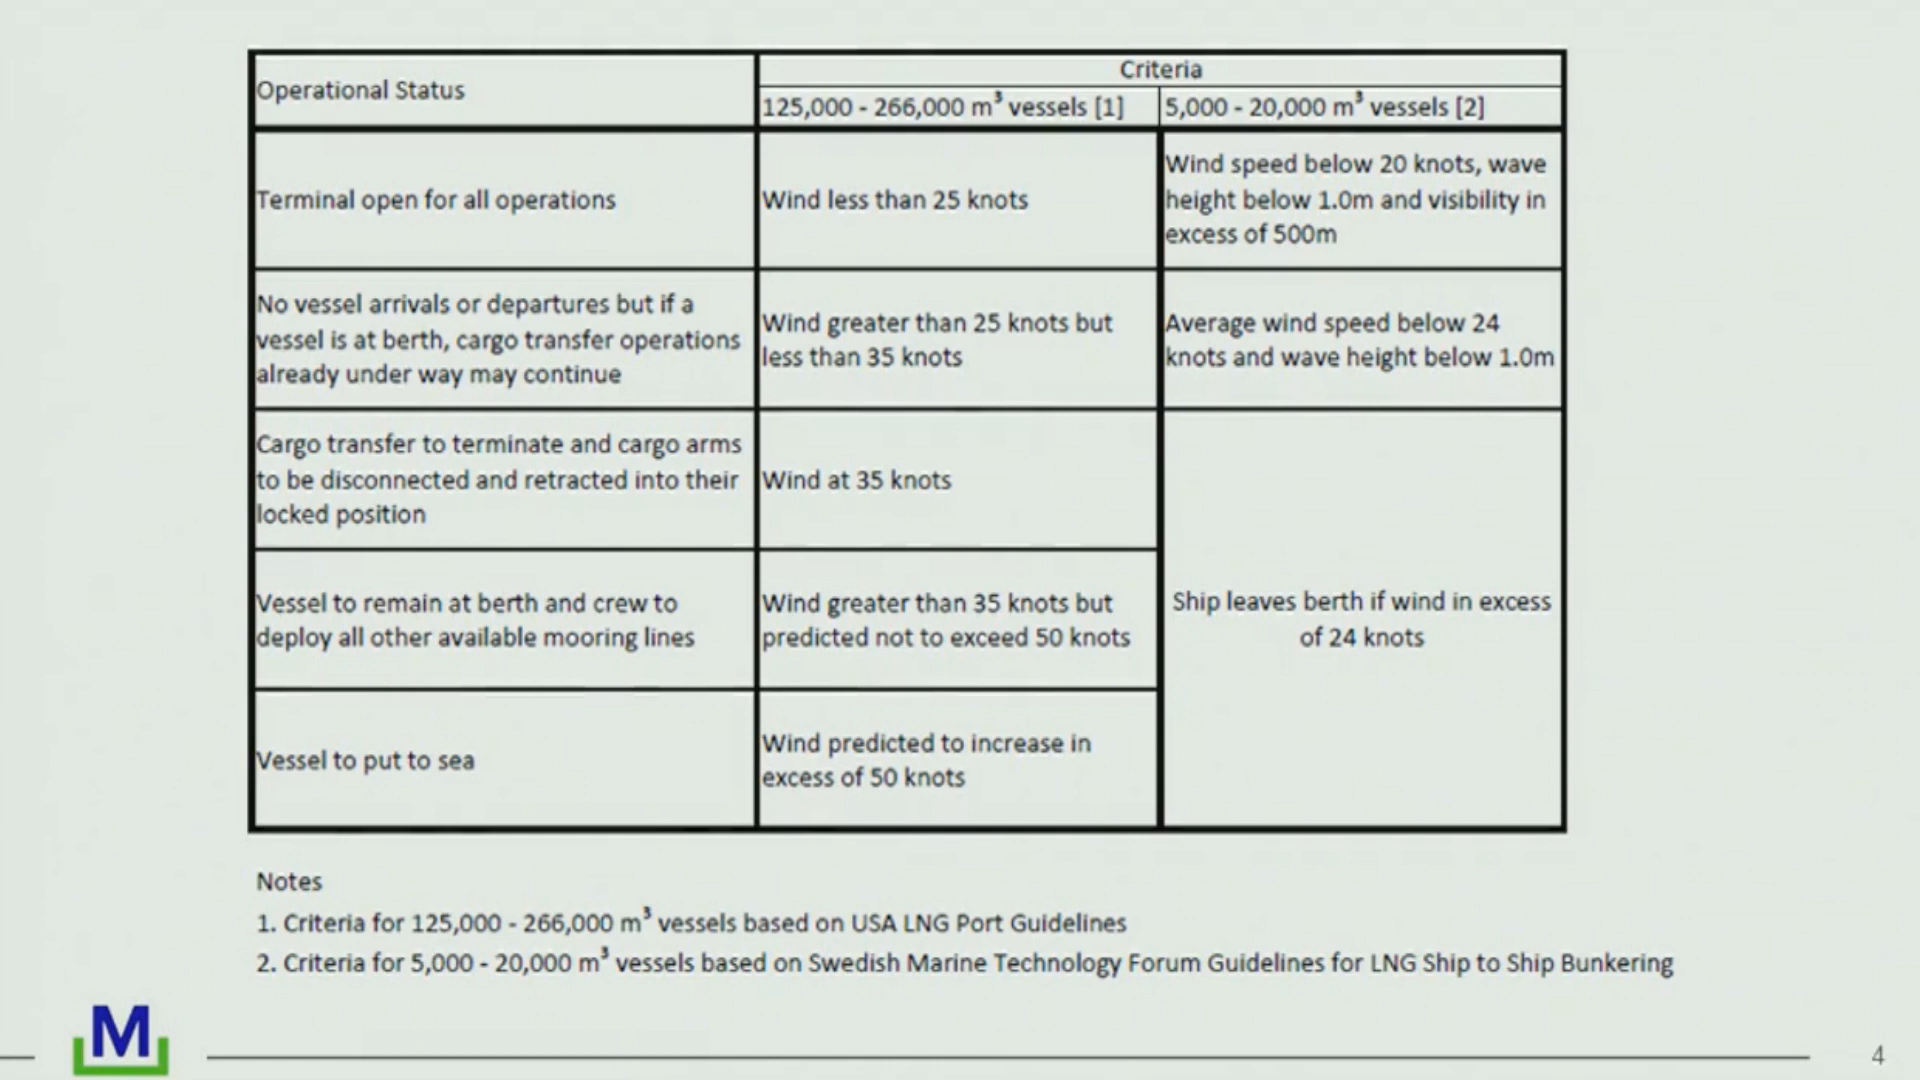 Operational Status
Criteria
125,000 - 266,000 m³ vessels [1]
5,000 - 20,000 m³ vessels [2]
Terminal open for all operations
Wind less than 25 knots
Wind speed below 20 knots, wave
height below 1.0m and visibility in
excess of 500m
No vessel arrivals or departures but if a
vessel is at berth, cargo transfer operations
already under way may continue
Wind greater than 25 knots but
less than 35 knots
Average wind speed below 24
knots and wave height below 1.0m
Cargo transfer to terminate and cargo arms
to be disconnected and retracted into their
locked position
Wind at 35 knots
Vessel to remain at berth and crew to
deploy all other available mooring lines
Wind greater than 35 knots but
predicted not to exceed 50 knots
Ship leaves berth if wind in excess
of 24 knots
Vessel to put to sea
Wind predicted to increase in
excess of 50 knots
Notes
1. Criteria for 125,000 - 266,000 m³ vessels based on USA LNG Port Guidelines
2. Criteria for 5,000 - 20,000 m³ vessels based on Swedish Marine Technology Forum Guidelines for LNG Ship to Ship Bunkering
M
4